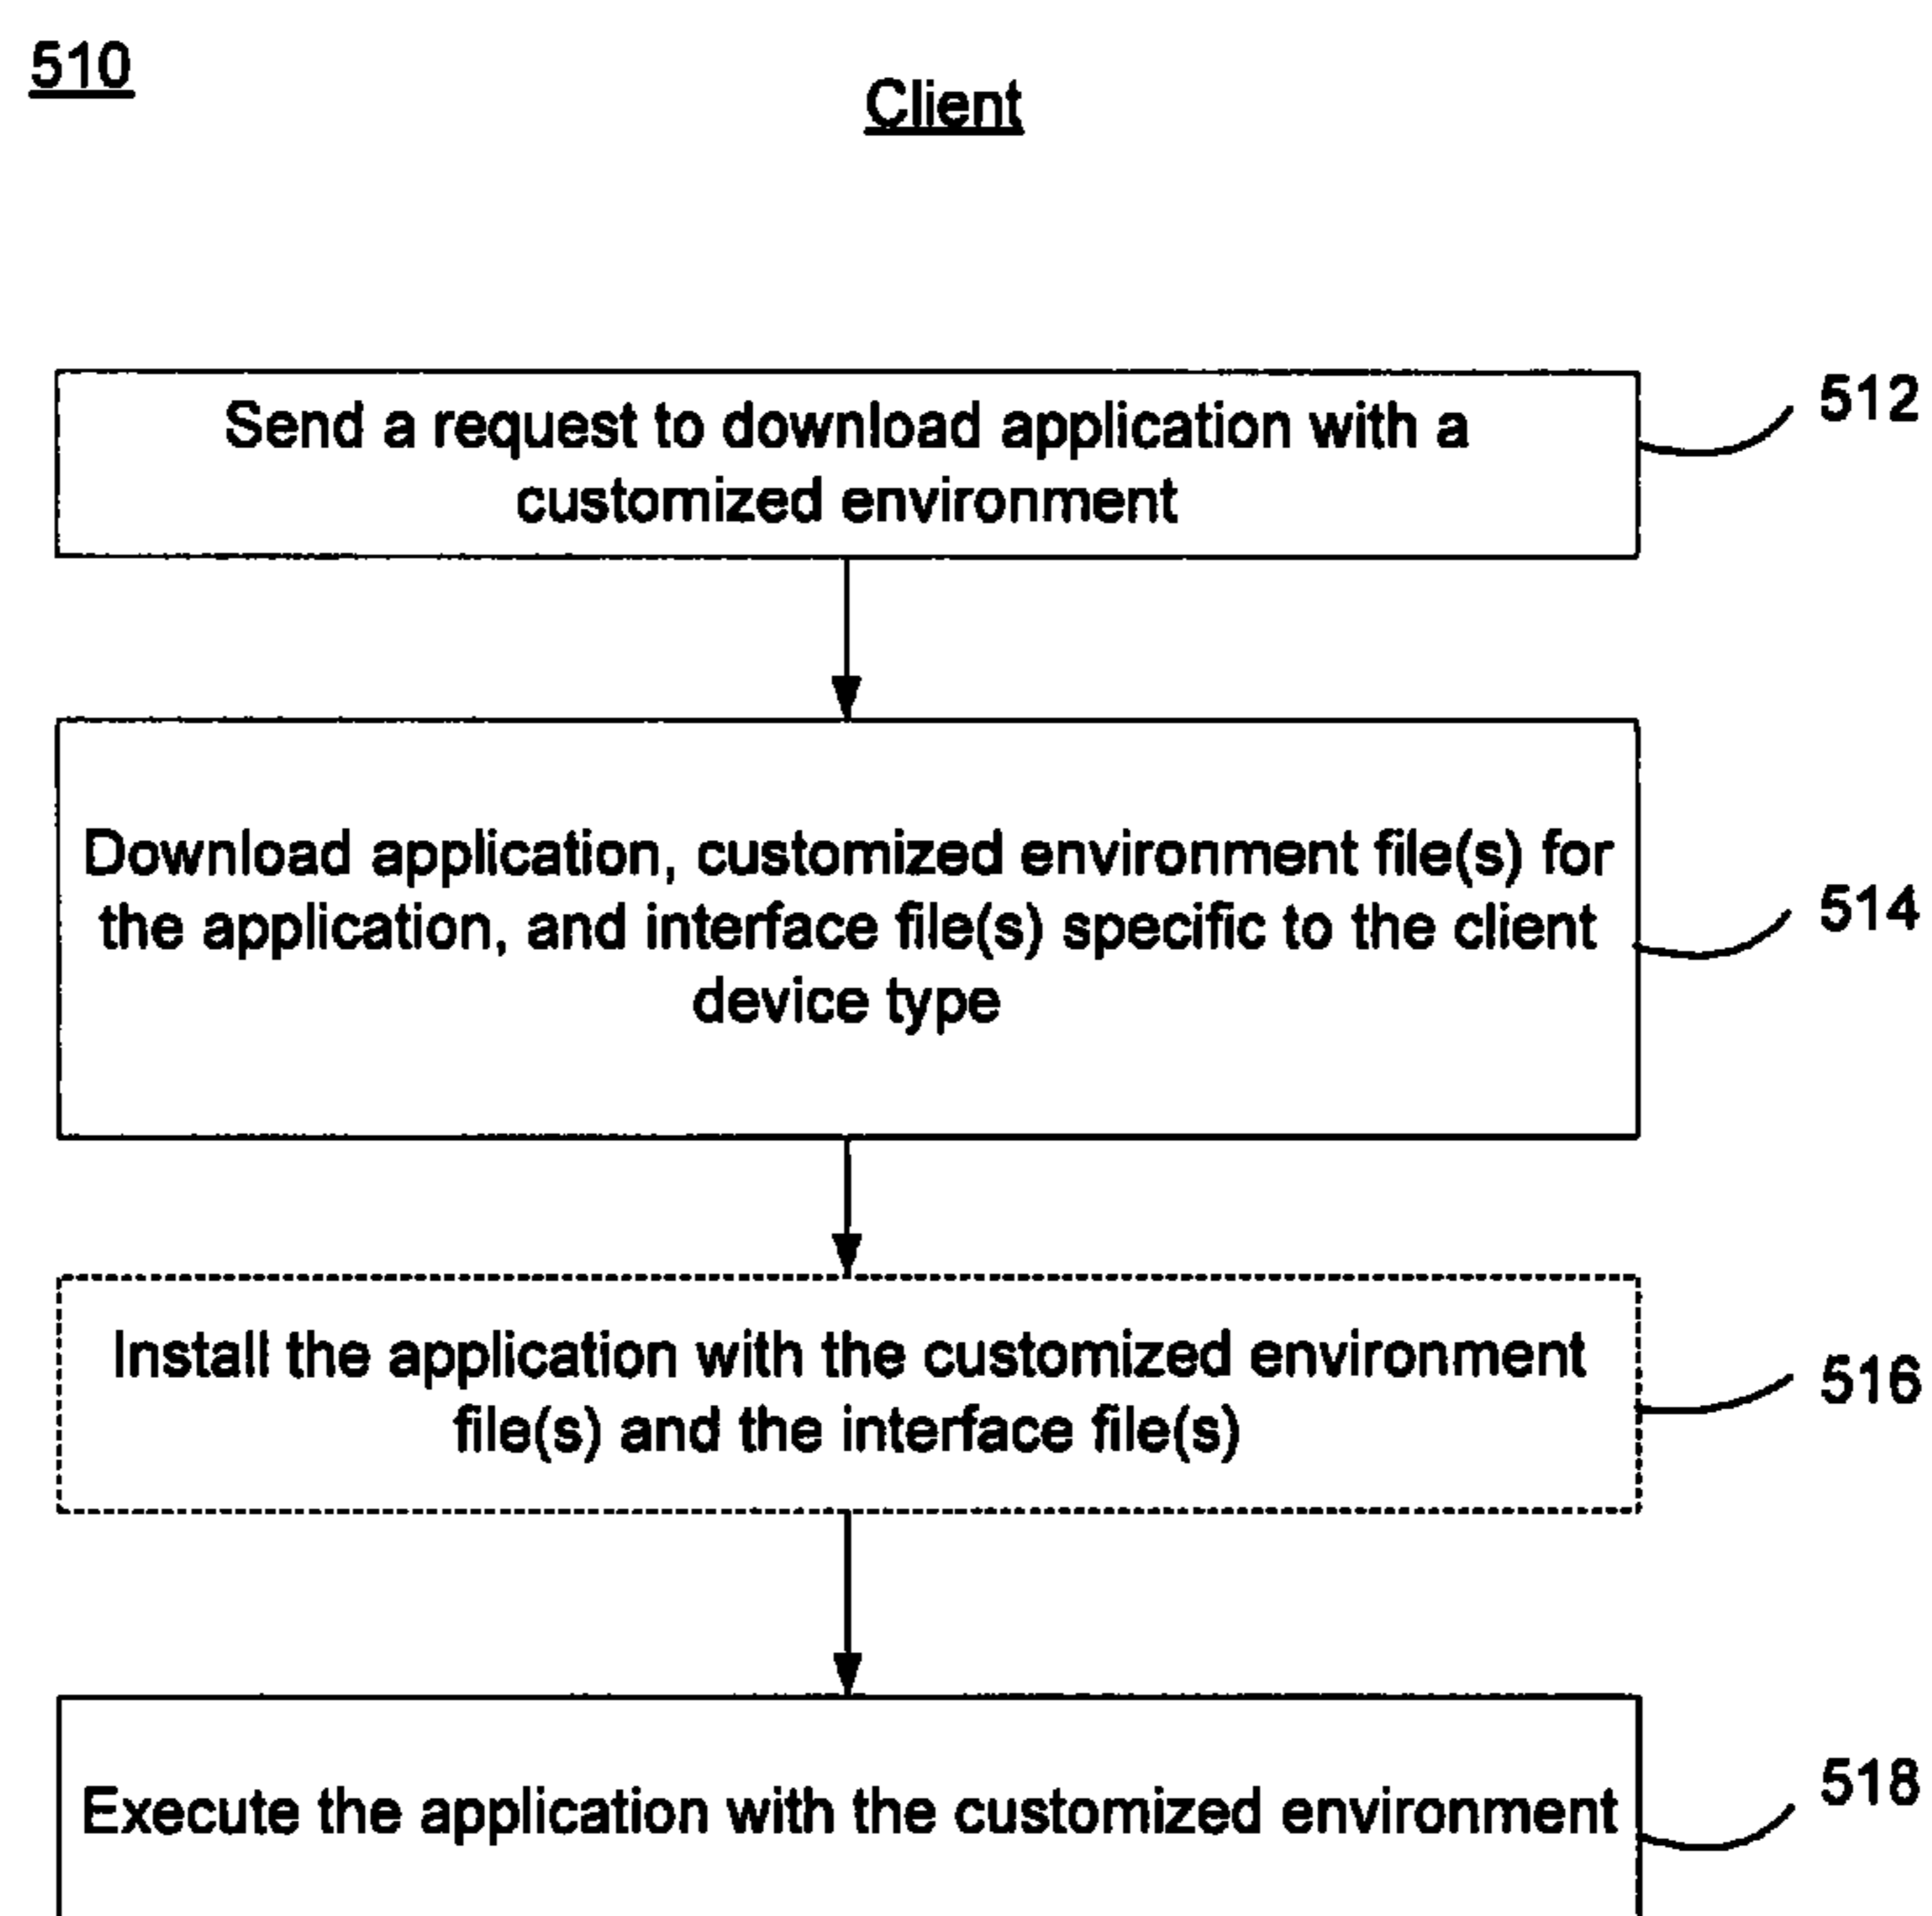 510
Client
Send a request to download application with a
customized environment
512
Download application, customized environment file(s) for
the application, and interface file(s) specific to the client
device type
514
Install the application with the customized environment
file(s) and the interface file(s)
516
Execute the application with the customized environment
518